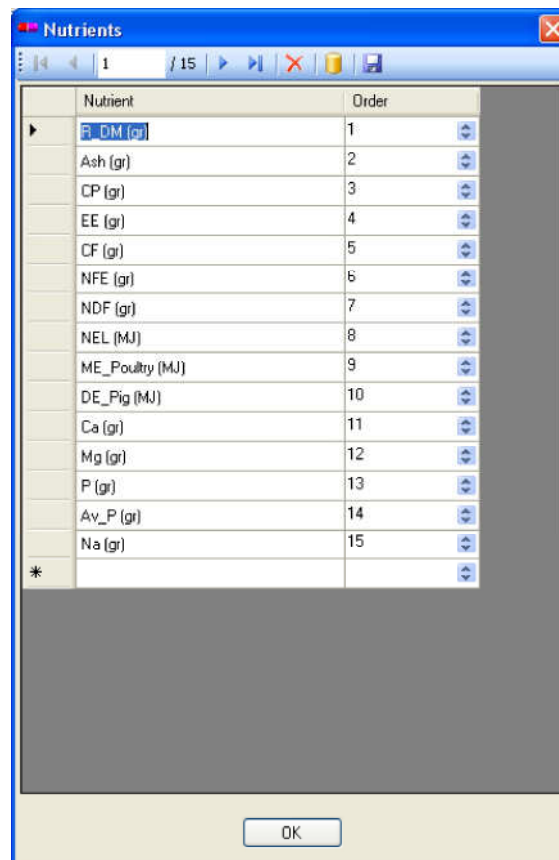 Nutrients
1 / 15
Nutrient Order
R_DM (gr) 1
Ash (gr) 2
CP (gr) 3
EE (gr) 4
CF (gr) 5
NFE (gr) 6
NDF (gr) 7
NEL (MJ) 8
ME_Poultry (MJ) 9
DE_Pig (MJ) 10
Ca (gr) 11
Mg (gr) 12
P (gr) 13
Av_P (gr) 14
Na (gr) 15
OK